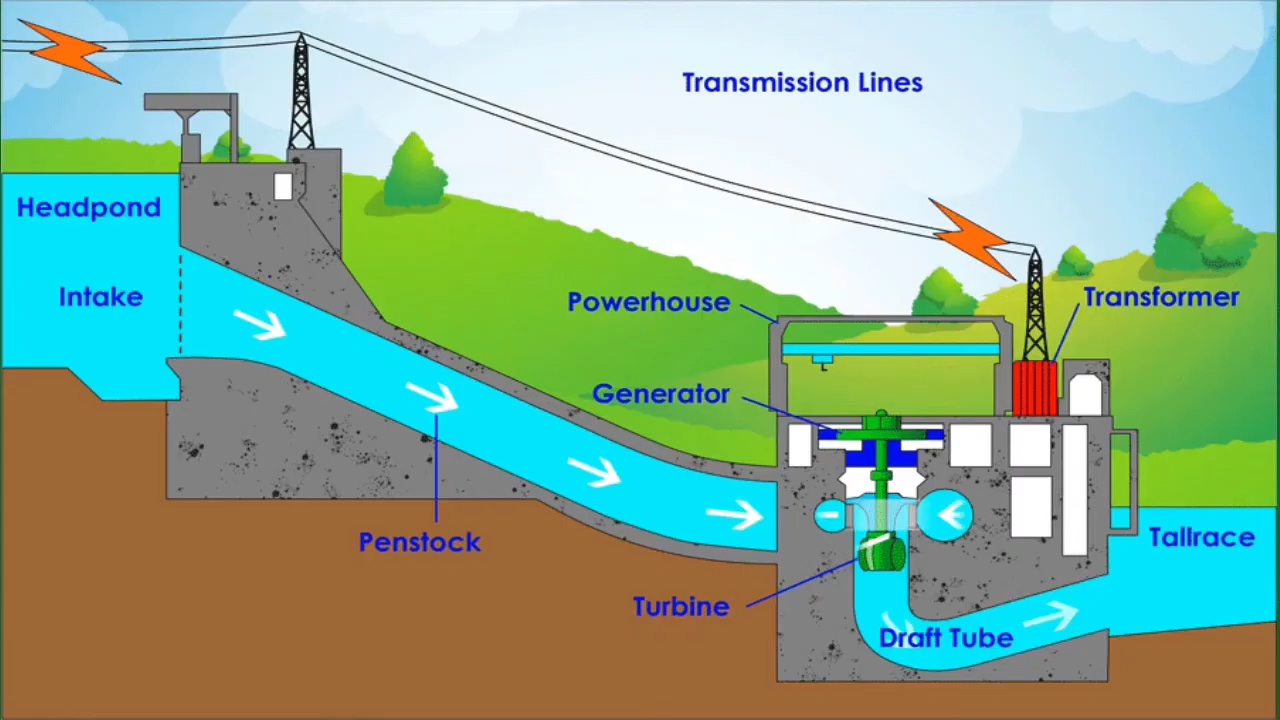 Transmission Lines
Headpond
Intake
Powerhouse
Transformer
Generator
Penstock
Tallrace
Turbine
Draft Tube